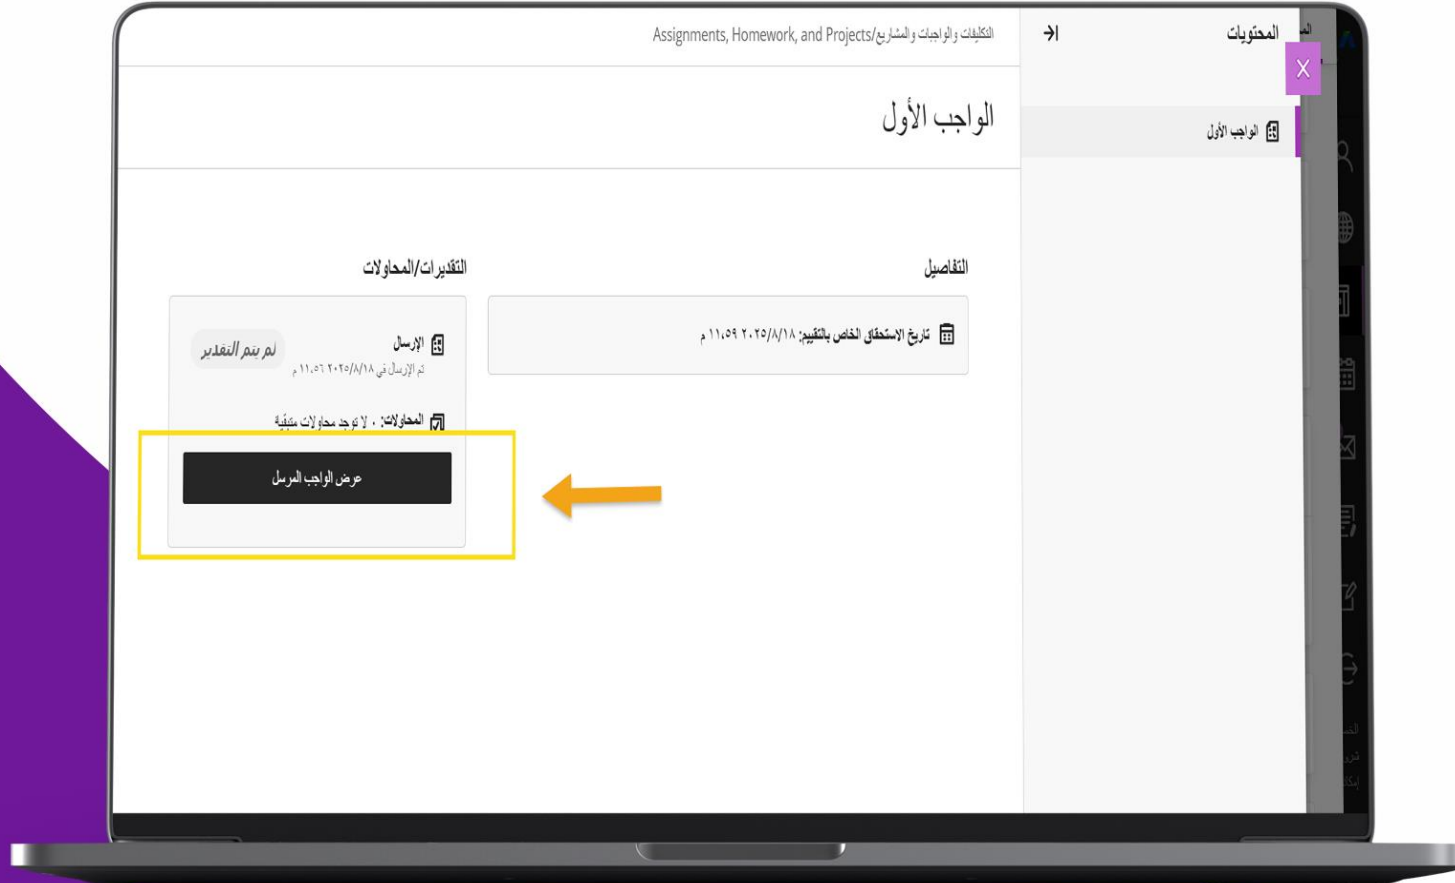 المحتويات
التكليفات والواجبات والمشاريع/Assignments, Homework, and Projects
X
الواجب الأول
الواجب الأول
التفاصيل
تاريخ الاستحقاق الخاص بالتقييم: ٢٠٢٥/٨/١٨ ١١،٥٩ م
التقديرات/المحاولات
الإرسال
لم يتم التقدير
تم الإرسال في ٢٠٢٥/٨/١٨ ١١،٥٦ م
المحاولات: ٠ لا توجد محاولات متبقية
عرض الواجب المرسل